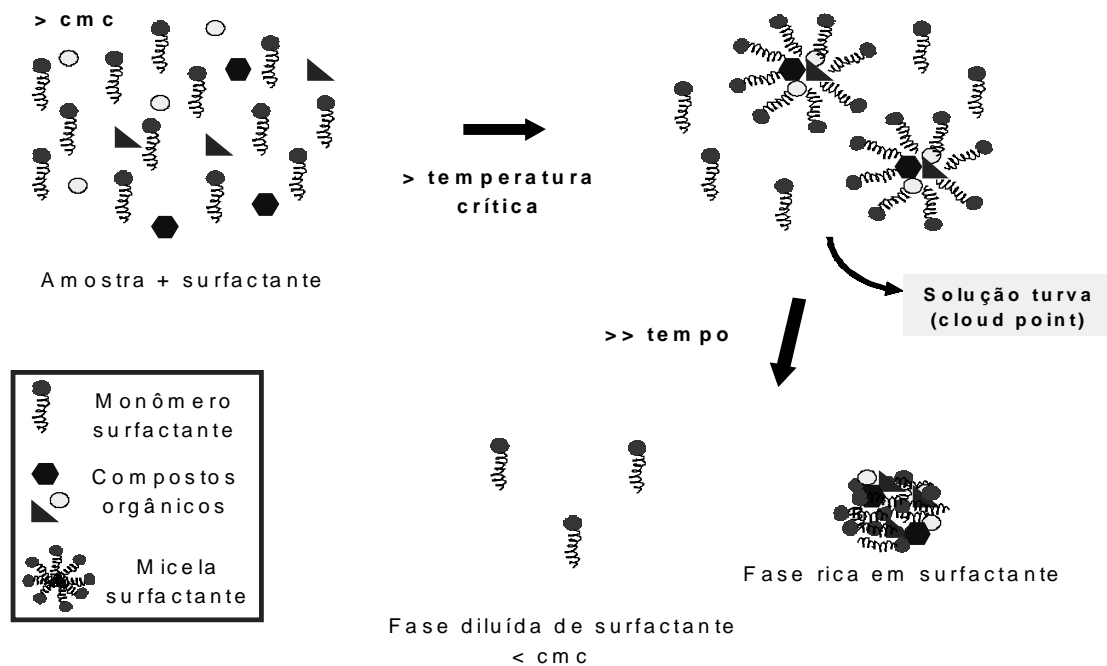 > cmc
> temperatura
crítica
Amostra + surfactante
Solução turva
(cloud point)
>> tempo
Monômero
surfactante
Compostos
orgânicos
Micela
surfactante
Fase rica em surfactante
Fase diluída de surfactante
< cmc